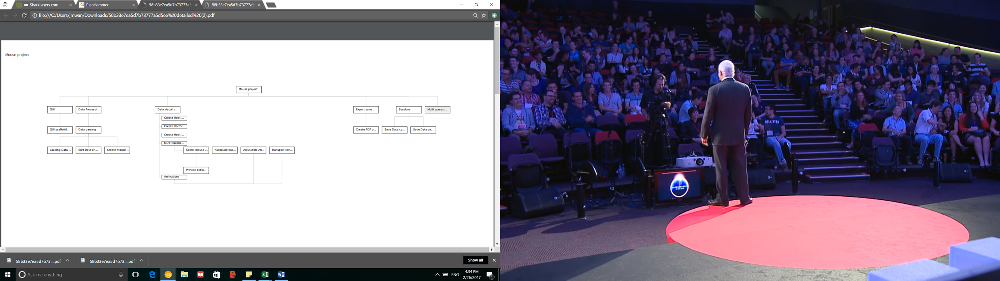 SharkLasers.com
PlanHammer
58b33e7ea5d7b73777a5
58b33e7ea5d7b73777a5
file:///C:/Users/jmwan/Downloads/58b33e7ea5d7b73777a5d5ee%20detailed%20(2).pdf
Mouse project
Mouse project
GUI
Data Processi...
Data visualiz...
Export save ...
Sessions
Multi operati...
Create Heat ...
Create Vector...
Create Heat-...
Mice visualiz...
GUI scaffoldi...
Data parsing
Create PDF o...
Save Data co...
Save Data co...
Loading Data ...
Sort Data ch...
Create mouse ...
Select mouse ...
Associate eac...
Adjustable An...
Transport con...
Provide optio...
Animations
58b33e7ea5d7b73....pdf
58b33e7ea5d7b73....pdf
Show all
Ask me anything
ENG
4:34 PM
2/26/2017
1
HOLLISTER